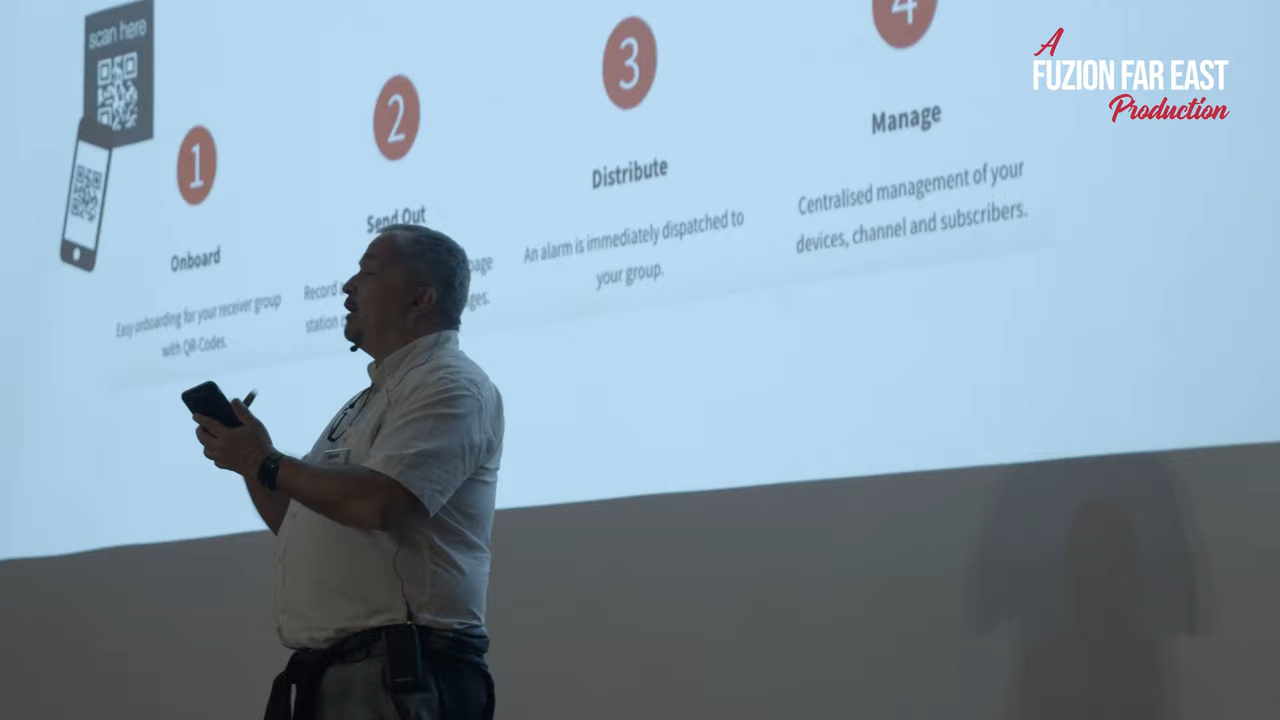 A
FUZION FAR EAST
Production
scan here
1
Onboard
Easy onboarding for your receiver group
with QR-Codes.
2
Send Out
Record
station
3
Distribute
An alarm is immediately dispatched to
your group.
4
Manage
Centralised management of your
devices, channel and subscribers.